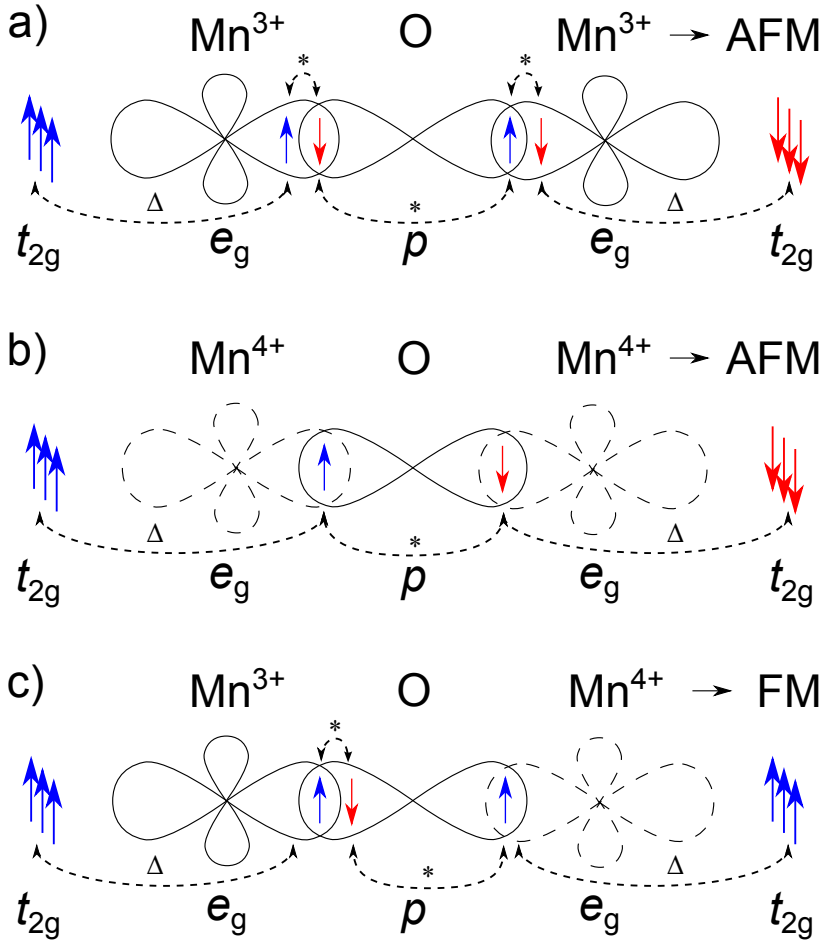 a) Mn3+ O Mn3+ → AFM
* *
Δ * Δ
t2g eg p eg t2g
b) Mn4+ O Mn4+ → AFM
Δ * Δ
t2g eg p eg t2g
c) Mn3+ O Mn4+ → FM
*
Δ * Δ
t2g eg p eg t2g